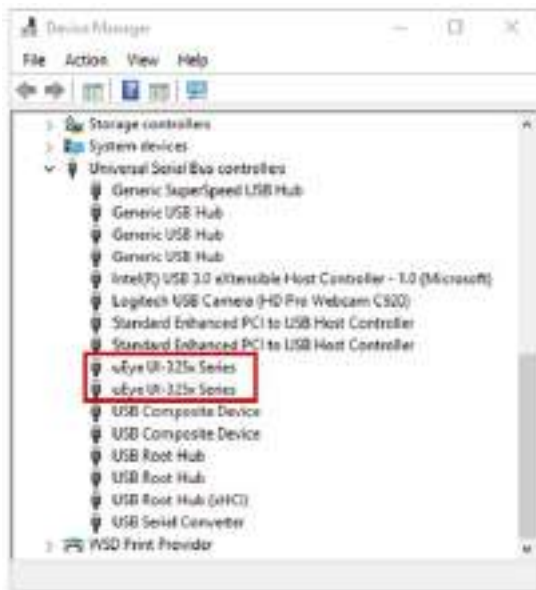 Device Manager
File Action View Help
Storage controllers
System devices
Universal Serial Bus controllers
Generic SuperSpeed USB Hub
Generic USB Hub
Generic USB Hub
Generic USB Hub
Intel(R) USB 3.0 eXtensible Host Controller - 1.0 (Microsoft)
Logitech USB Camera (HD Pro Webcam C920)
Standard Enhanced PCI to USB Host Controller
Standard Enhanced PCI to USB Host Controller
uEye UI-325x Series
uEye UI-325x Series
USB Composite Device
USB Composite Device
USB Root Hub
USB Root Hub
USB Root Hub (xHCI)
USB Serial Converter
WSD Print Provider